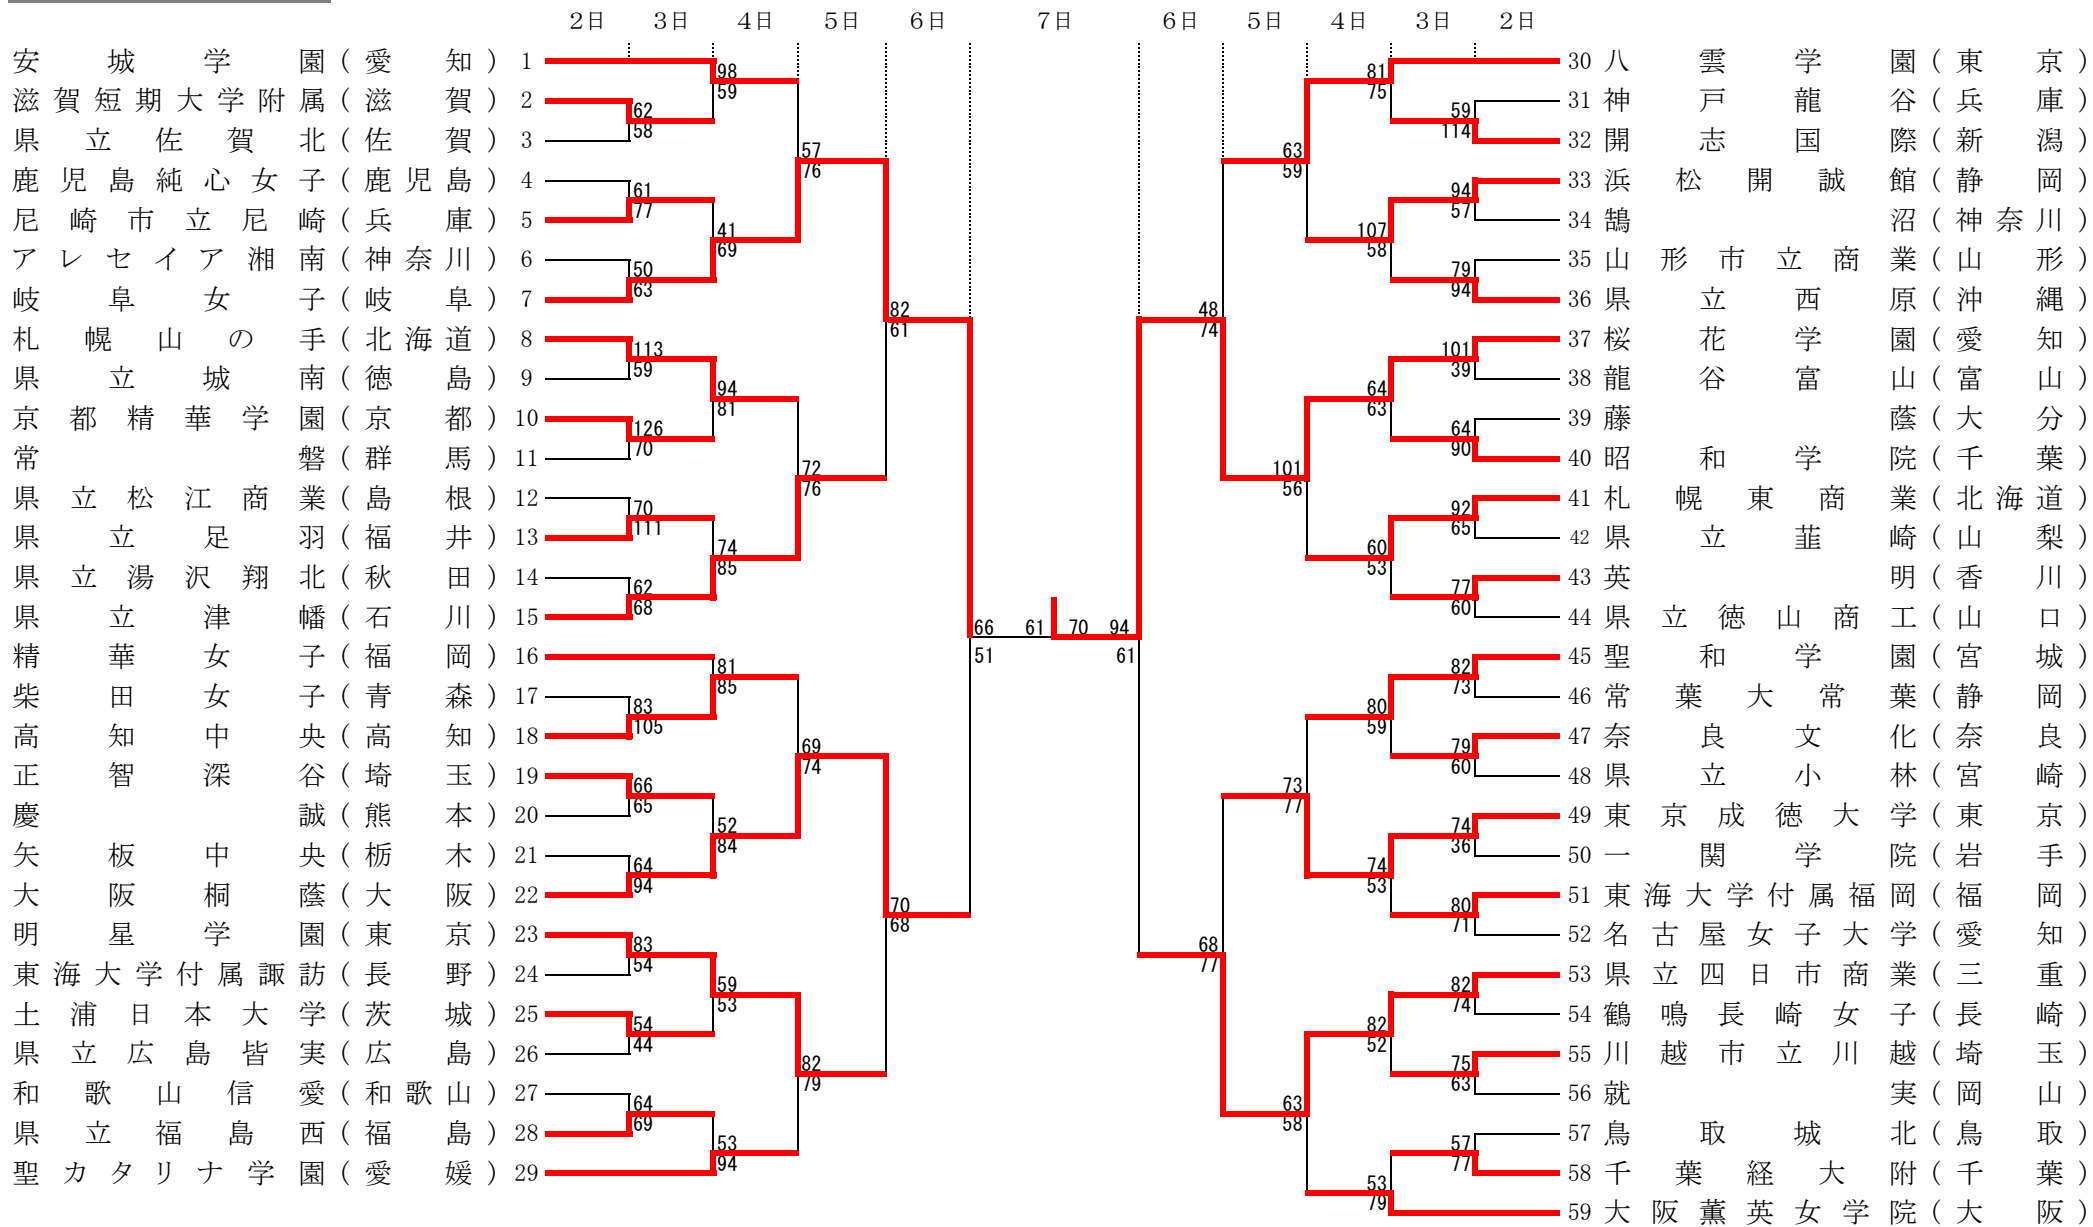 2日 3日 4日 5日 6日 7日 6日 5日 4日 3日 2日
安城学園(愛知) 1
滋賀短期大学附属(滋賀) 2
県立佐賀北(佐賀) 3
鹿児島純心女子(鹿児島) 4
尼崎市立尼崎(兵庫) 5
アレセイア湘南(神奈川) 6
岐阜女子(岐阜) 7
札幌山の手(北海道) 8
県立城南(徳島) 9
京都精華学園(京都) 10
常磐(群馬) 11
県立松江商業(島根) 12
県立足羽(福井) 13
県立湯沢翔北(秋田) 14
県立津幡(石川) 15
精華女子(福岡) 16
柴田女子(青森) 17
高知中央(高知) 18
正智深谷(埼玉) 19
慶誠(熊本) 20
矢板中央(栃木) 21
大阪桐蔭(大阪) 22
明星学園(東京) 23
東海大学付属諏訪(長野) 24
土浦日本大学(茨城) 25
県立広島皆実(広島) 26
和歌山信愛(和歌山) 27
県立福島西(福島) 28
聖カタリナ学園(愛媛) 29
62
58
61
77
50
63
113
59
126
70
70
111
62
68
83
105
66
65
64
94
83
54
54
44
64
69
98
59
41
69
94
81
74
85
81
85
52
84
59
53
53
94
57
76
72
76
69
74
82
79
82
61
70
68
66
51
61 70
94
61
48
74
68
77
63
59
101
56
73
77
63
58
81
75
107
58
64
63
60
53
80
59
74
53
82
52
53
79
59
114
94
57
79
94
101
39
64
90
92
65
77
60
82
73
79
60
74
36
80
71
82
74
75
63
57
77
30 八雲学園(東京)
31 神戸龍谷(兵庫)
32 開志国際(新潟)
33 浜松開誠館(静岡)
34 鵠沼(神奈川)
35 山形市立商業(山形)
36 県立西原(沖縄)
37 桜花学園(愛知)
38 龍谷富山(富山)
39 藤蔭(大分)
40 昭和学院(千葉)
41 札幌東商業(北海道)
42 県立韮崎(山梨)
43 英明(香川)
44 県立徳山商工(山口)
45 聖和学園(宮城)
46 常葉大常葉(静岡)
47 奈良文化(奈良)
48 県立小林(宮崎)
49 東京成徳大学(東京)
50 一関学院(岩手)
51 東海大学付属福岡(福岡)
52 名古屋女子大学(愛知)
53 県立四日市商業(三重)
54 鶴鳴長崎女子(長崎)
55 川越市立川越(埼玉)
56 就実(岡山)
57 鳥取城北(鳥取)
58 千葉経大附(千葉)
59 大阪薫英女学院(大阪)